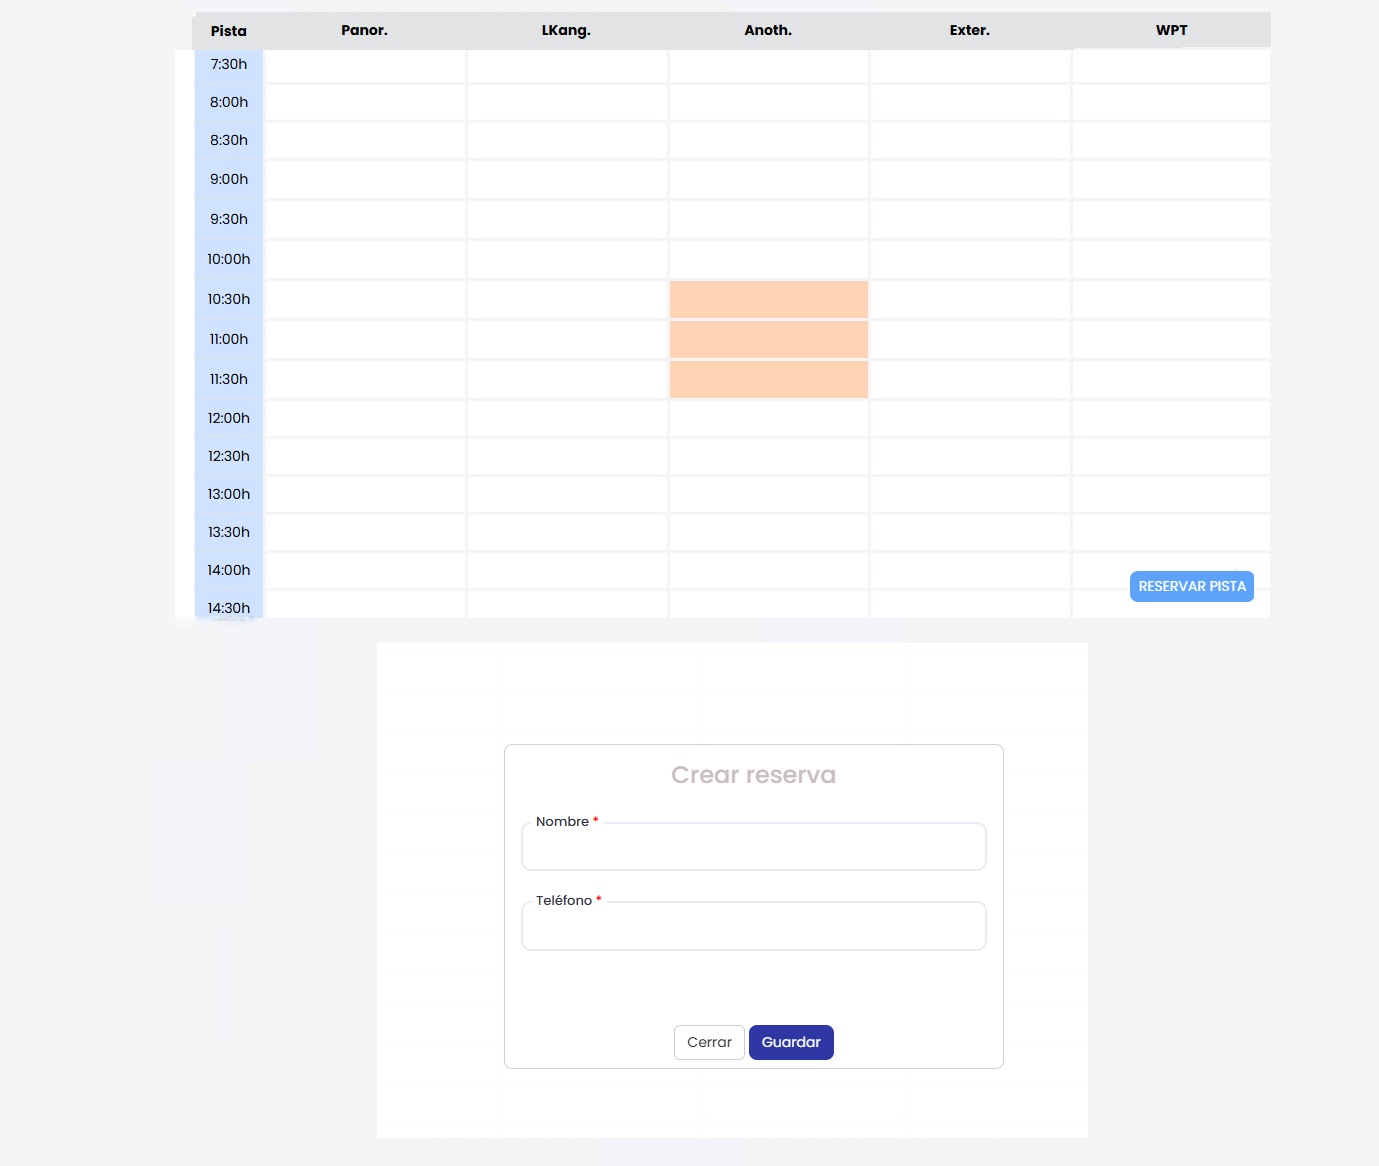 Pista Panor. LKang. Anoth. Exter. WPT
7:30h
8:00h
8:30h
9:00h
9:30h
10:00h
10:30h
11:00h
11:30h
12:00h
12:30h
13:00h
13:30h
14:00h
RESERVAR PISTA
14:30h
Crear reserva
Nombre *
Teléfono *
Cerrar Guardar